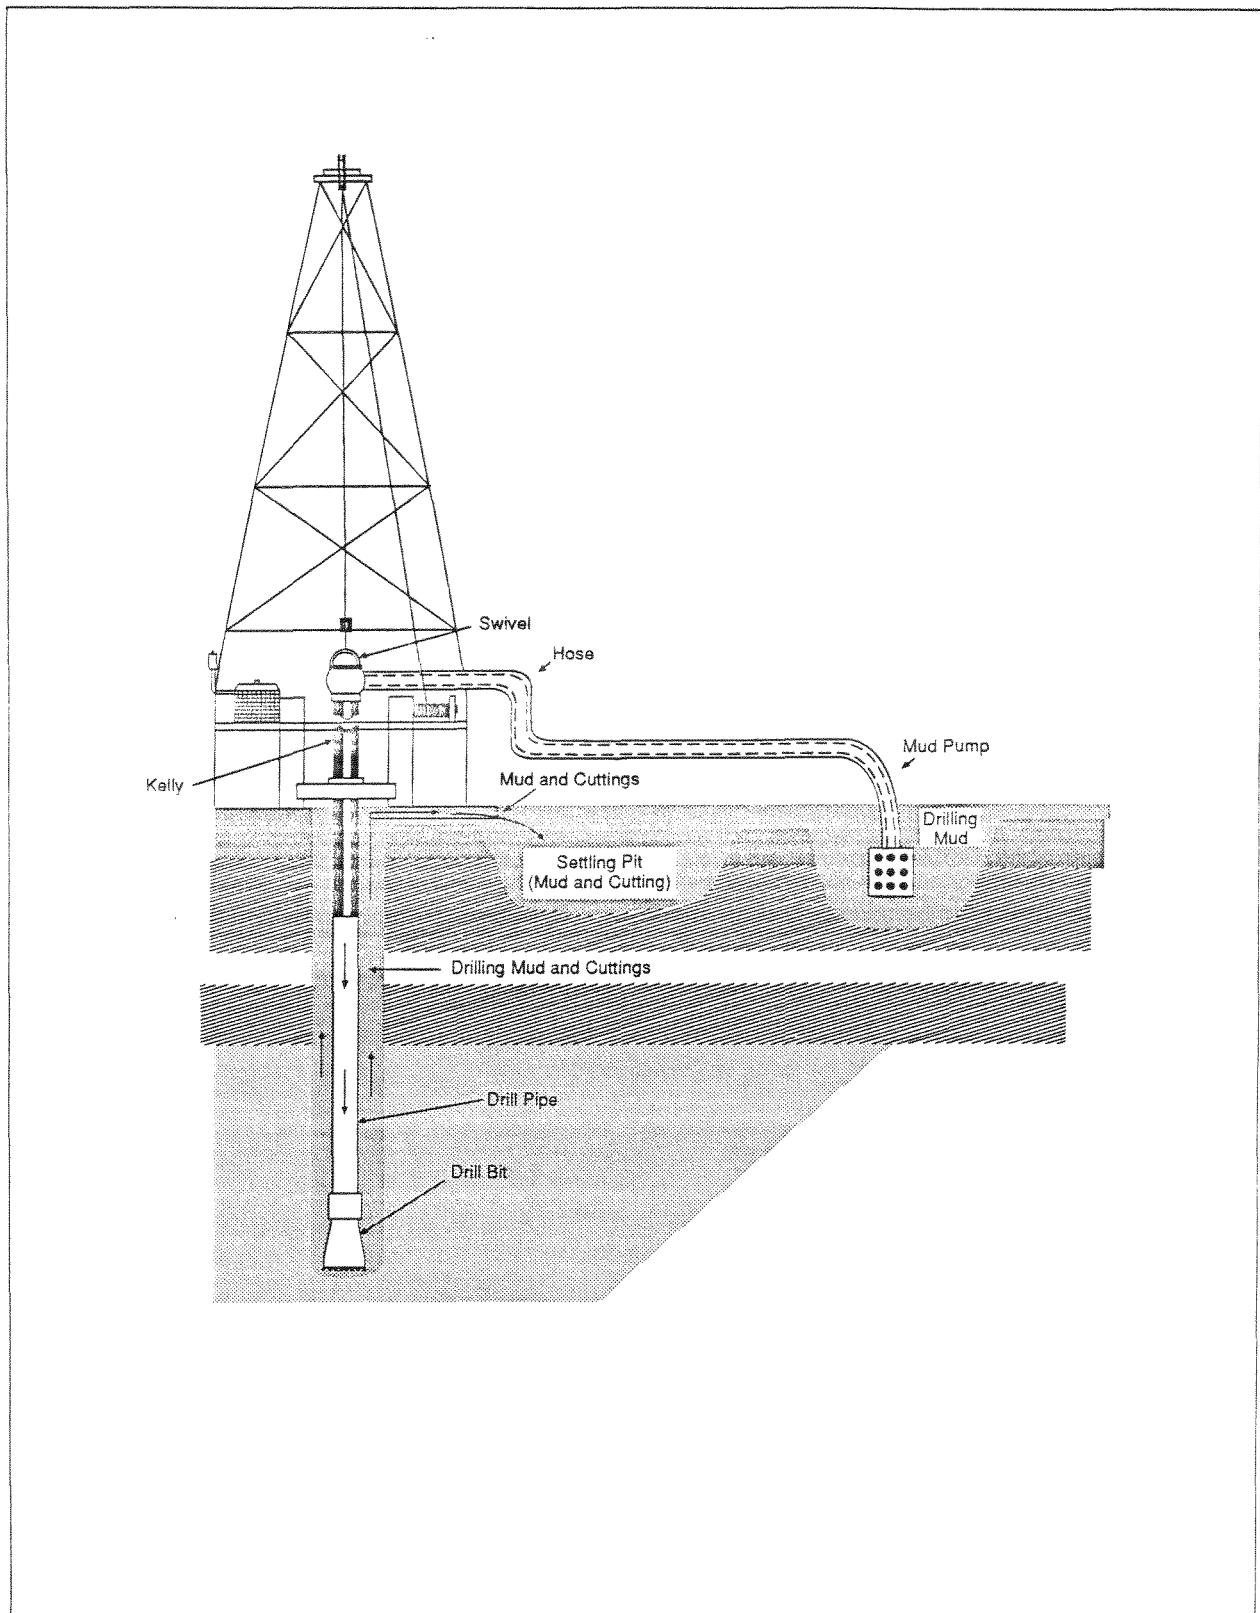 Swivel
Hose
Mud Pump
Kelly
Mud and Cuttings
Drilling
Mud
Settling Pit
(Mud and Cutting)
Drilling Mud and Cuttings
Drill Pipe
Drill Bit